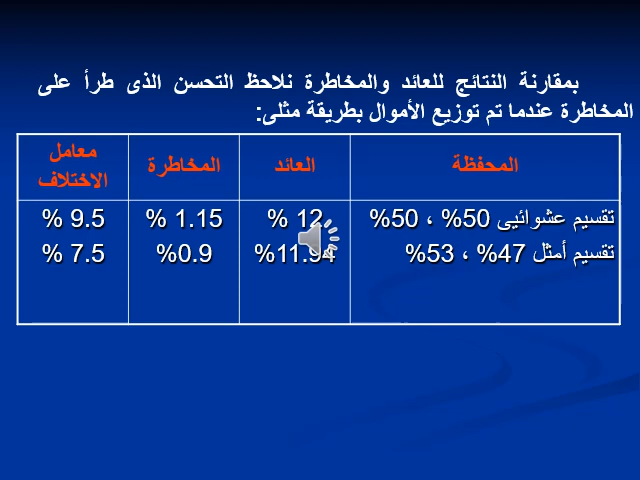 بمقارنة النتائج للعائد والمخاطرة نلاحظ التحسن الذى طرأ على
المخاطرة عندما تم توزيع الأموال بطريقة مثلى:
المحفظة العائد المخاطرة معامل الاختلاف
تقسيم عشوائيى 50% ، 50% 12 % 1.15 % 9.5 %
تقسيم أمثل 47% ، 53% 11.94% 0.9% 7.5 %